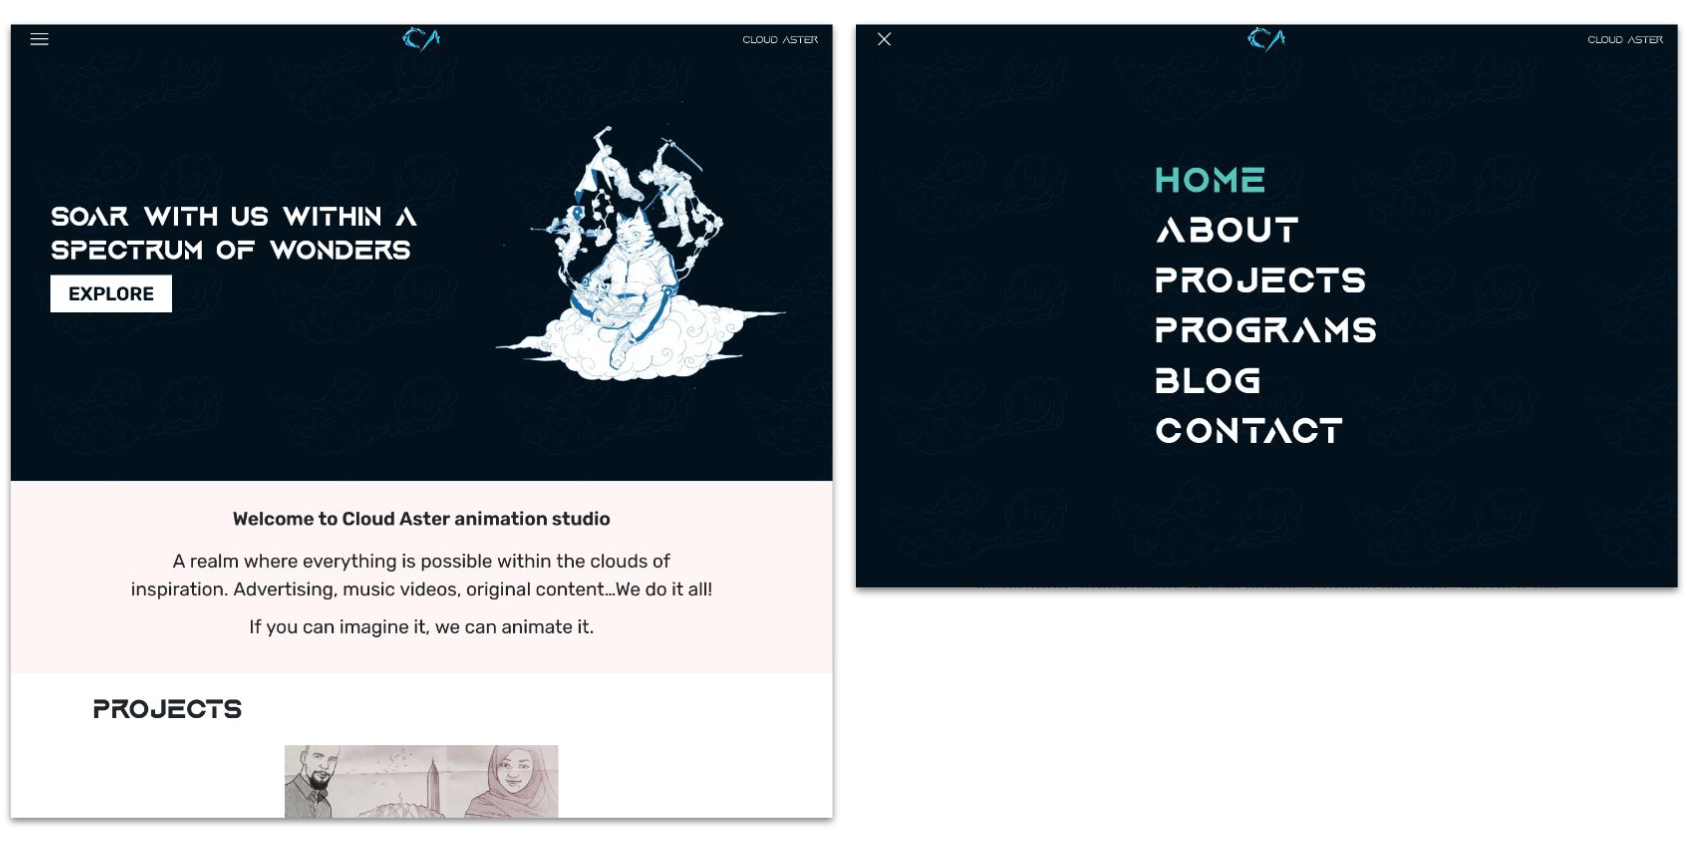 CA
CLOUD ASTER
SOAR WITH US WITHIN A
SPECTRUM OF WONDERS
EXPLORE
Welcome to Cloud Aster animation studio
A realm where everything is possible within the clouds of
inspiration. Advertising, music videos, original content...We do it all!
If you can imagine it, we can animate it.
PROJECTS
CA
CLOUD ASTER
HOME
ABOUT
PROJECTS
PROGRAMS
BLOG
CONTACT